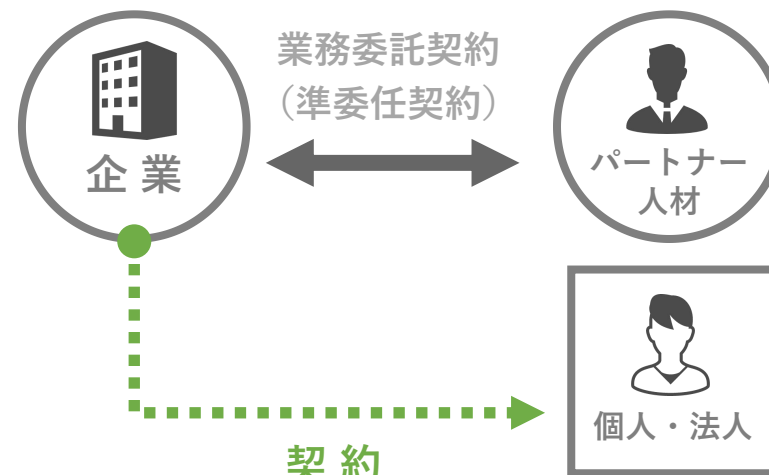 業務委託契約
（準委任契約）
企業
パートナー
人材
個人・法人
契約